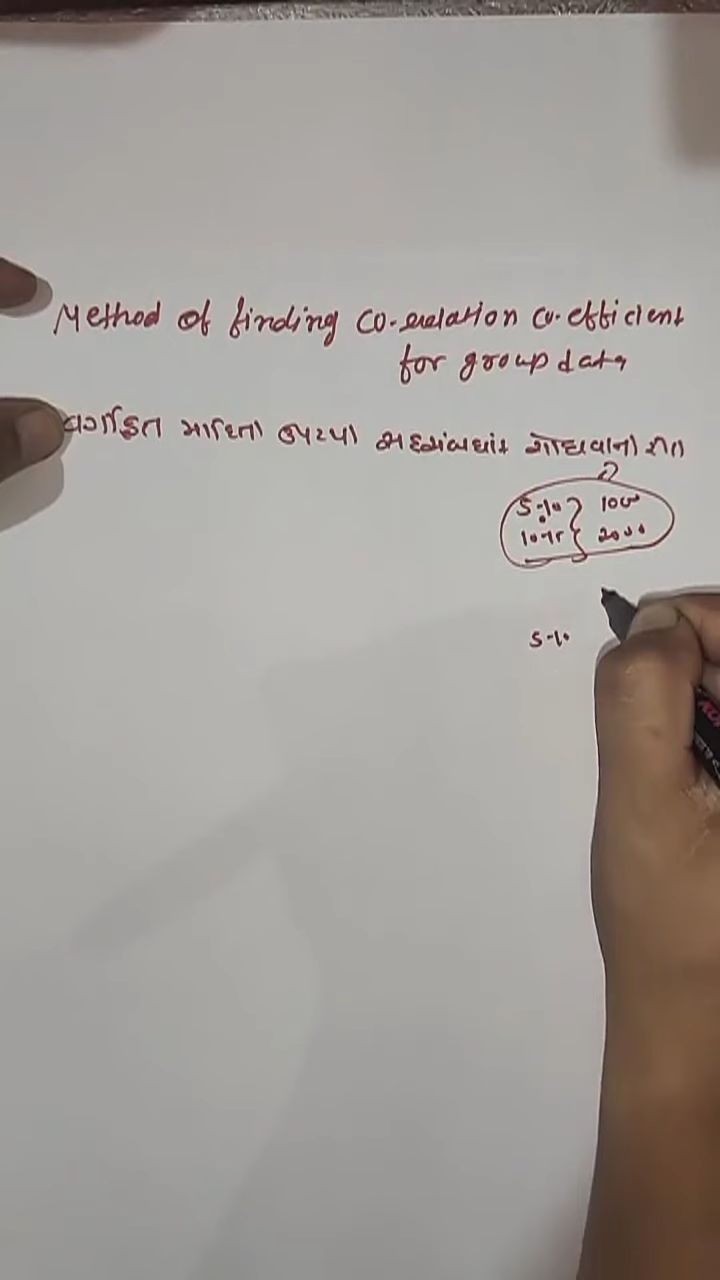 Method of finding Co-relation Co-efficient
for group data
વર્ગીકૃત માહિતી ઉપરથી સહસંબંધાંક શોધવાની રીત
5-10 } 1000
10-15 { 2000
5-10